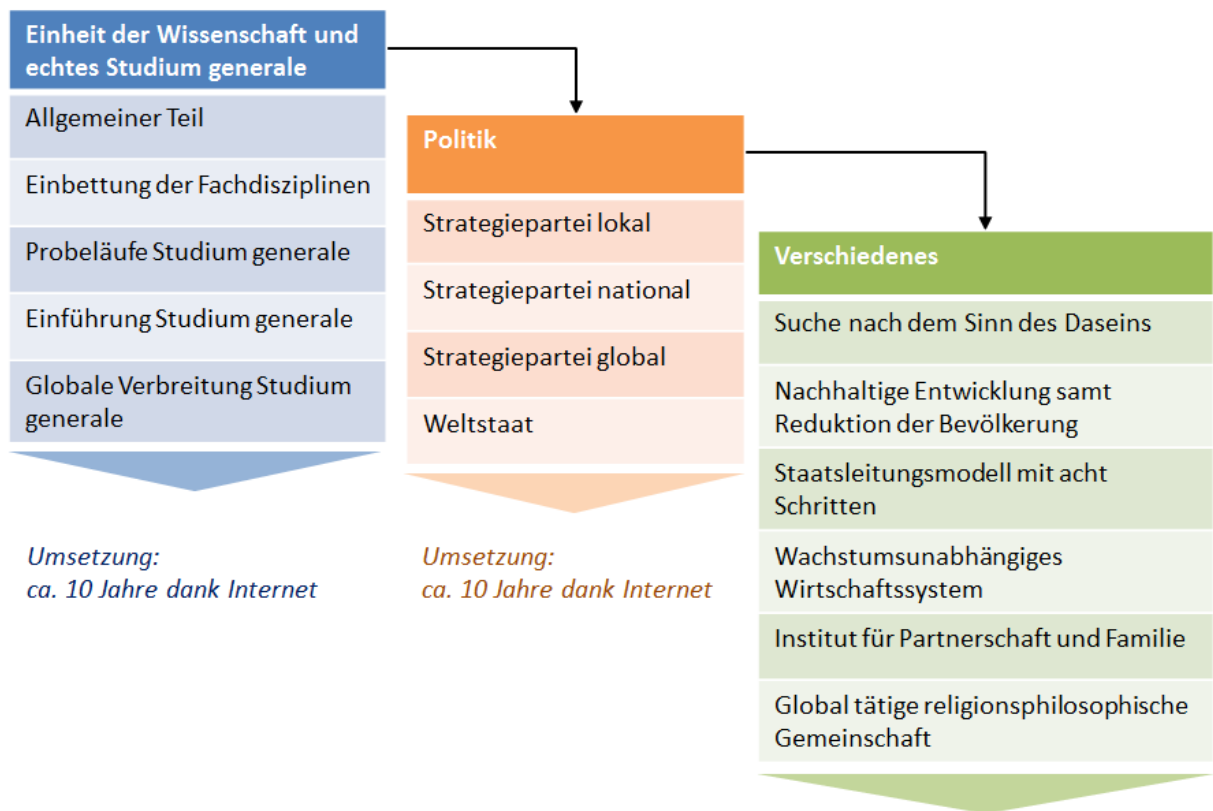 Einheit der Wissenschaft und
echtes Studium generale
Allgemeiner Teil
Einbettung der Fachdisziplinen
Probeläufe Studium generale
Einführung Studium generale
Globale Verbreitung Studium
generale
Umsetzung:
ca. 10 Jahre dank Internet
Politik
Strategiepartei lokal
Strategiepartei national
Strategiepartei global
Weltstaat
Umsetzung:
ca. 10 Jahre dank Internet
Verschiedenes
Suche nach dem Sinn des Daseins
Nachhaltige Entwicklung samt
Reduktion der Bevölkerung
Staatsleitungsmodell mit acht
Schritten
Wachstumsunabhängiges
Wirtschaftssystem
Institut für Partnerschaft und Familie
Global tätige religionsphilosophische
Gemeinschaft